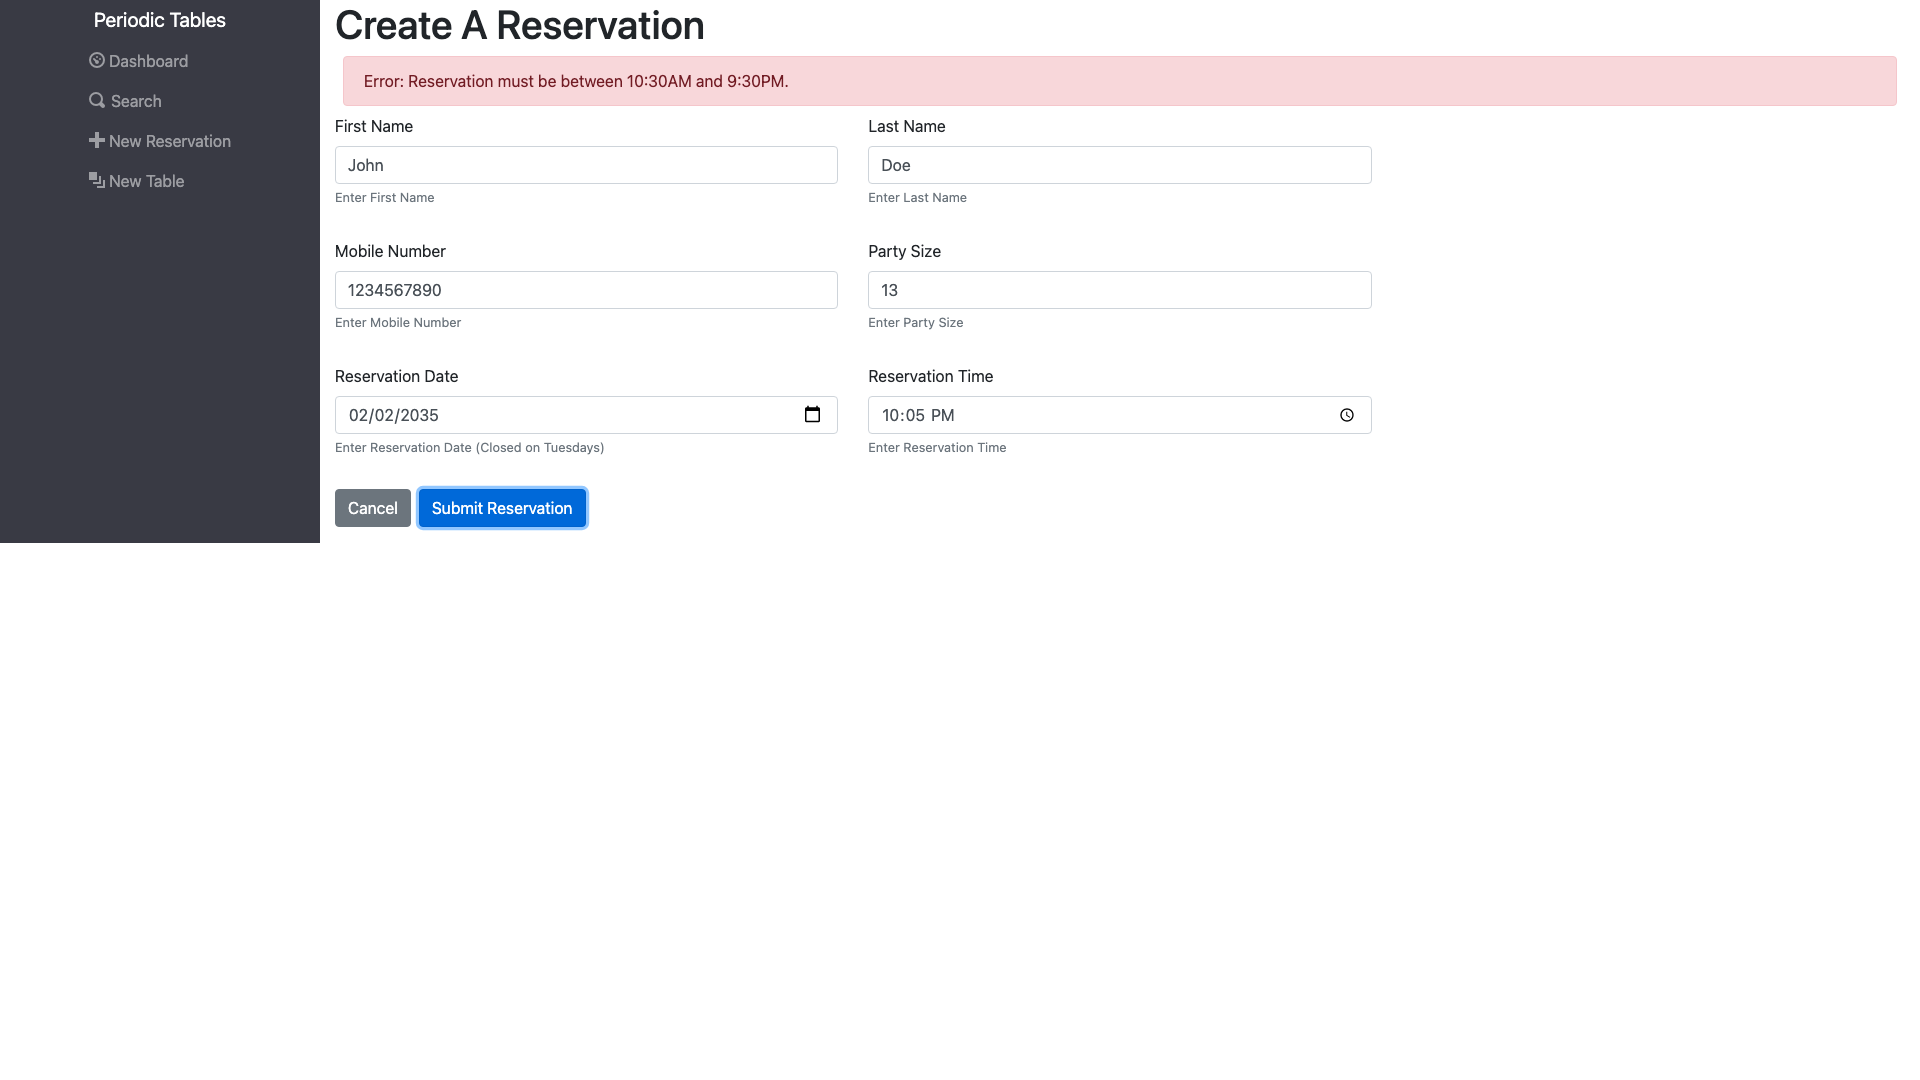 Periodic Tables
Dashboard
Search
New Reservation
New Table
Create A Reservation
Error: Reservation must be between 10:30AM and 9:30PM.
First Name
John
Enter First Name
Last Name
Doe
Enter Last Name
Mobile Number
1234567890
Enter Mobile Number
Party Size
13
Enter Party Size
Reservation Date
02/02/2035
Enter Reservation Date (Closed on Tuesdays)
Reservation Time
10:05 PM
Enter Reservation Time
Cancel
Submit Reservation